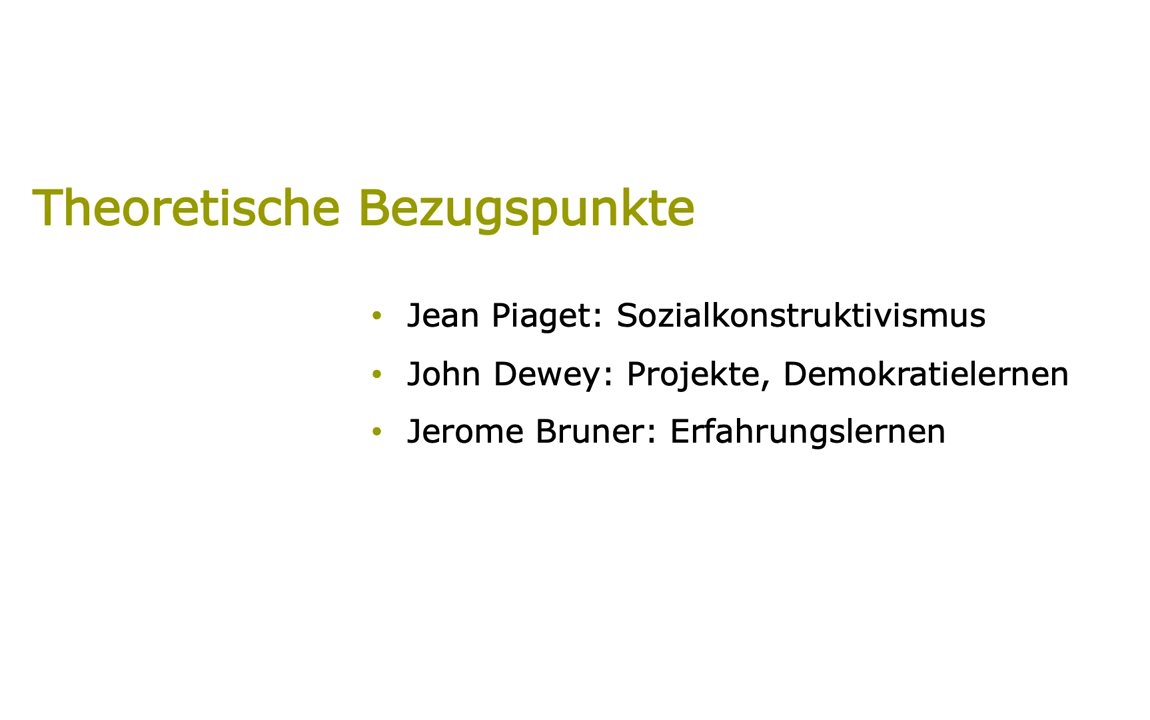 Theoretische Bezugspunkte
• Jean Piaget: Sozialkonstruktivismus
• John Dewey: Projekte, Demokratielernen
• Jerome Bruner: Erfahrungslernen